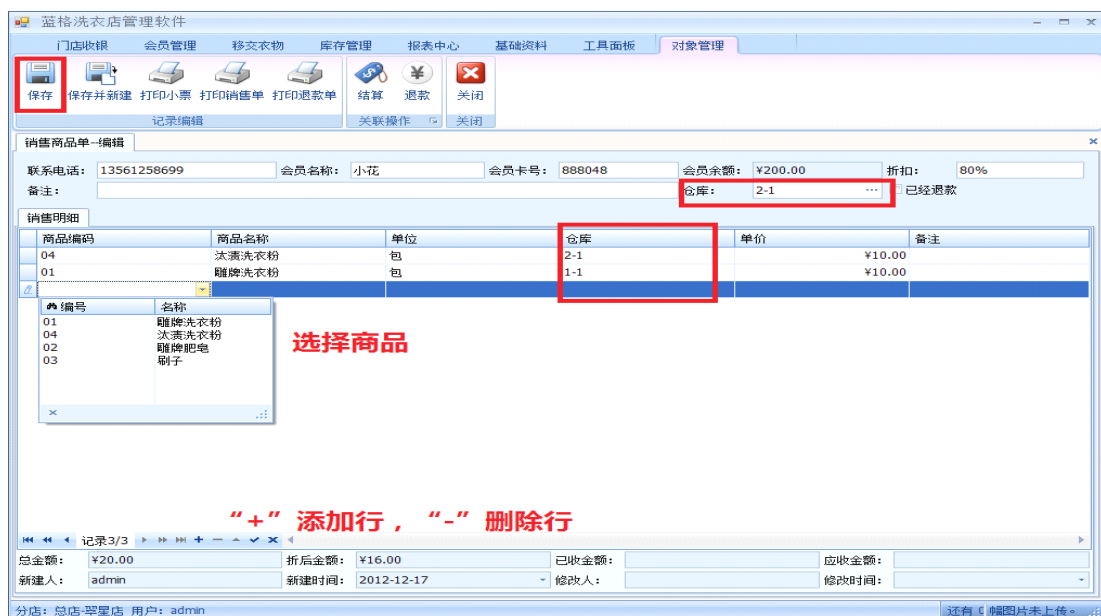 蓝格洗衣店管理软件
门店收银 会员管理 移交衣物 库存管理 报表中心 基础资料 工具面板 对象管理
保存 保存并新建 打印小票 打印销售单 打印退款单 结算 退款 关闭
记录编辑 关联操作 关闭
销售商品单--编辑
联系电话: 13561258699 会员名称: 小花 会员卡号: 888048 会员余额: ¥200.00 折扣: 80%
备注: 仓库: 2-1 ... 已经退款
销售明细
商品编码 商品名称 单位 仓库 单价 备注
04 汰渍洗衣粉 包 2-1 ¥10.00
01 雕牌洗衣粉 包 1-1 ¥10.00
编号 名称
01 雕牌洗衣粉
04 汰渍洗衣粉
02 雕牌肥皂
03 刷子
选择商品
“+”添加行，“-”删除行
记录3/3
总金额: ¥20.00 折后金额: ¥16.00 已收金额: 应收金额:
新建人: admin 新建时间: 2012-12-17 修改人: 修改时间:
分店: 总店-翠星店 用户: admin 还有 0 幅图片未上传。